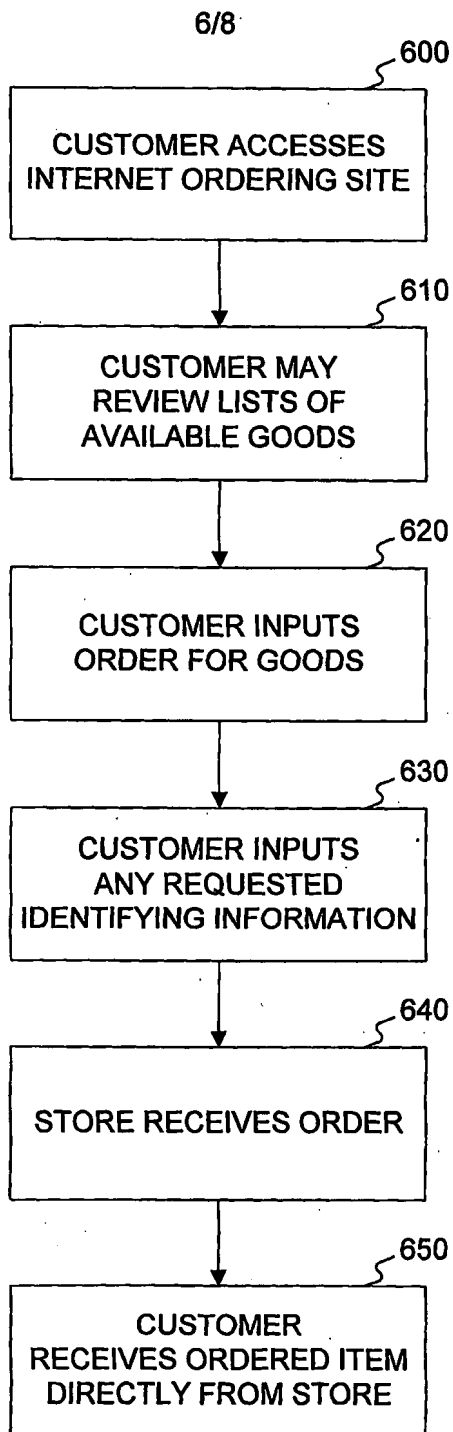 6/8
600
CUSTOMER ACCESSES
INTERNET ORDERING SITE
610
CUSTOMER MAY
REVIEW LISTS OF
AVAILABLE GOODS
620
CUSTOMER INPUTS
ORDER FOR GOODS
630
CUSTOMER INPUTS
ANY REQUESTED
IDENTIFYING INFORMATION
640
STORE RECEIVES ORDER
650
CUSTOMER
RECEIVES ORDERED ITEM
DIRECTLY FROM STORE